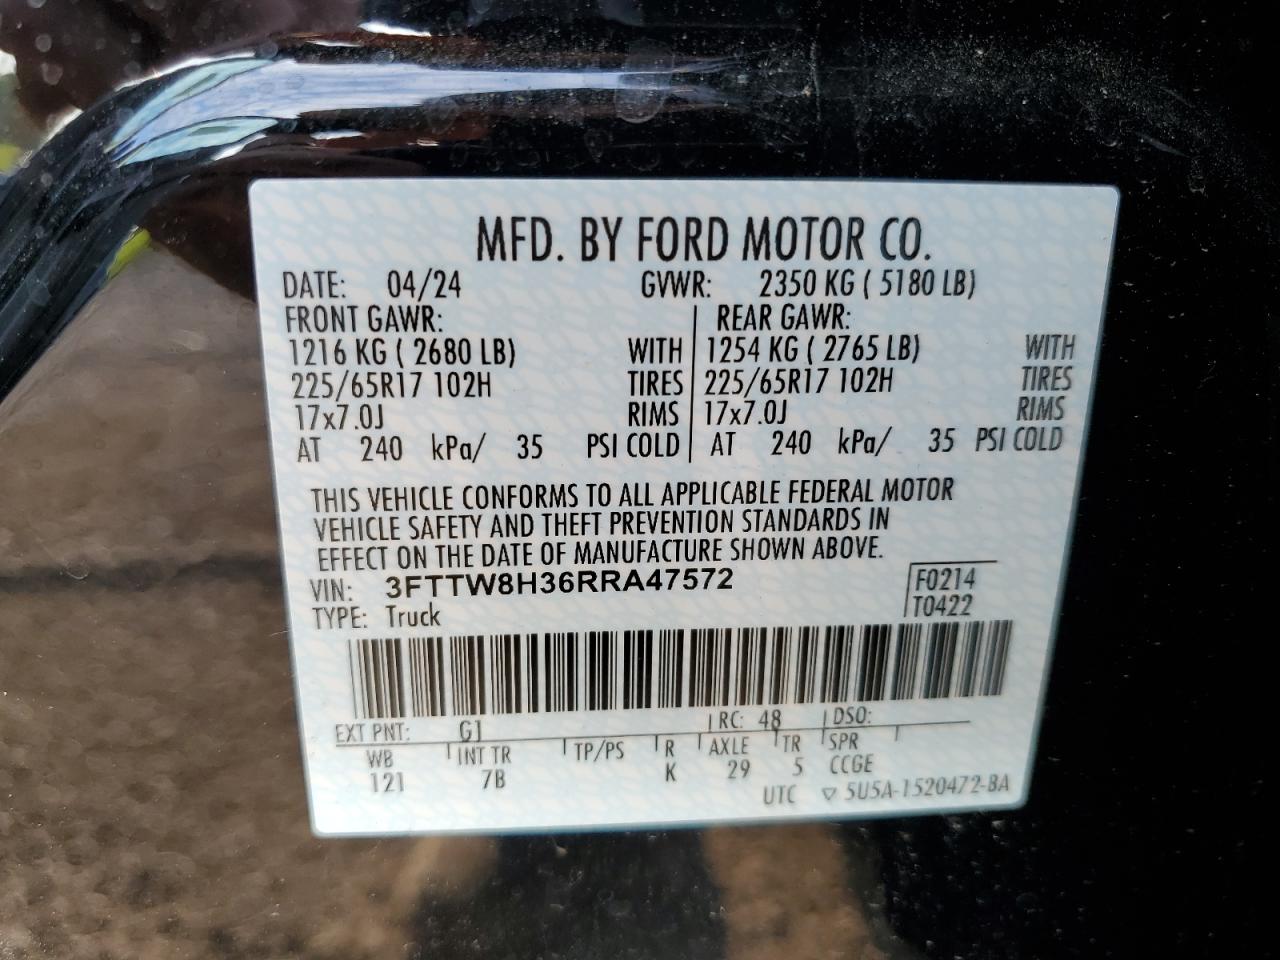 MFD. BY FORD MOTOR CO.
DATE: 04/24 GVWR: 2350 KG ( 5180 LB)
FRONT GAWR: REAR GAWR:
1216 KG ( 2680 LB) WITH 1254 KG ( 2765 LB) WITH
225/65R17 102H TIRES 225/65R17 102H TIRES
17x7.0J RIMS 17x7.0J RIMS
AT 240 kPa/ 35 PSI COLD AT 240 kPa/ 35 PSI COLD
THIS VEHICLE CONFORMS TO ALL APPLICABLE FEDERAL MOTOR
VEHICLE SAFETY AND THEFT PREVENTION STANDARDS IN
EFFECT ON THE DATE OF MANUFACTURE SHOWN ABOVE.
VIN: 3FTTW8H36RRA47572 F0214
TYPE: Truck T0422
EXT PNT: G1 RC: 48 DSO:
WB INT TR TP/PS R AXLE TR SPR
121 7B K 29 5 CCGE
UTC ▽ 5U5A-1520472-BA